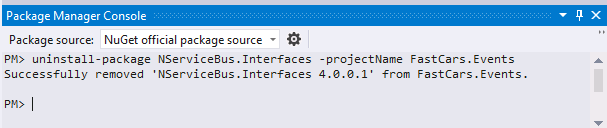 Package Manager Console
Package source: NuGet official package source
PM> uninstall-package NServiceBus.Interfaces -projectName FastCars.Events
Successfully removed 'NServiceBus.Interfaces 4.0.0.1' from FastCars.Events.
PM>